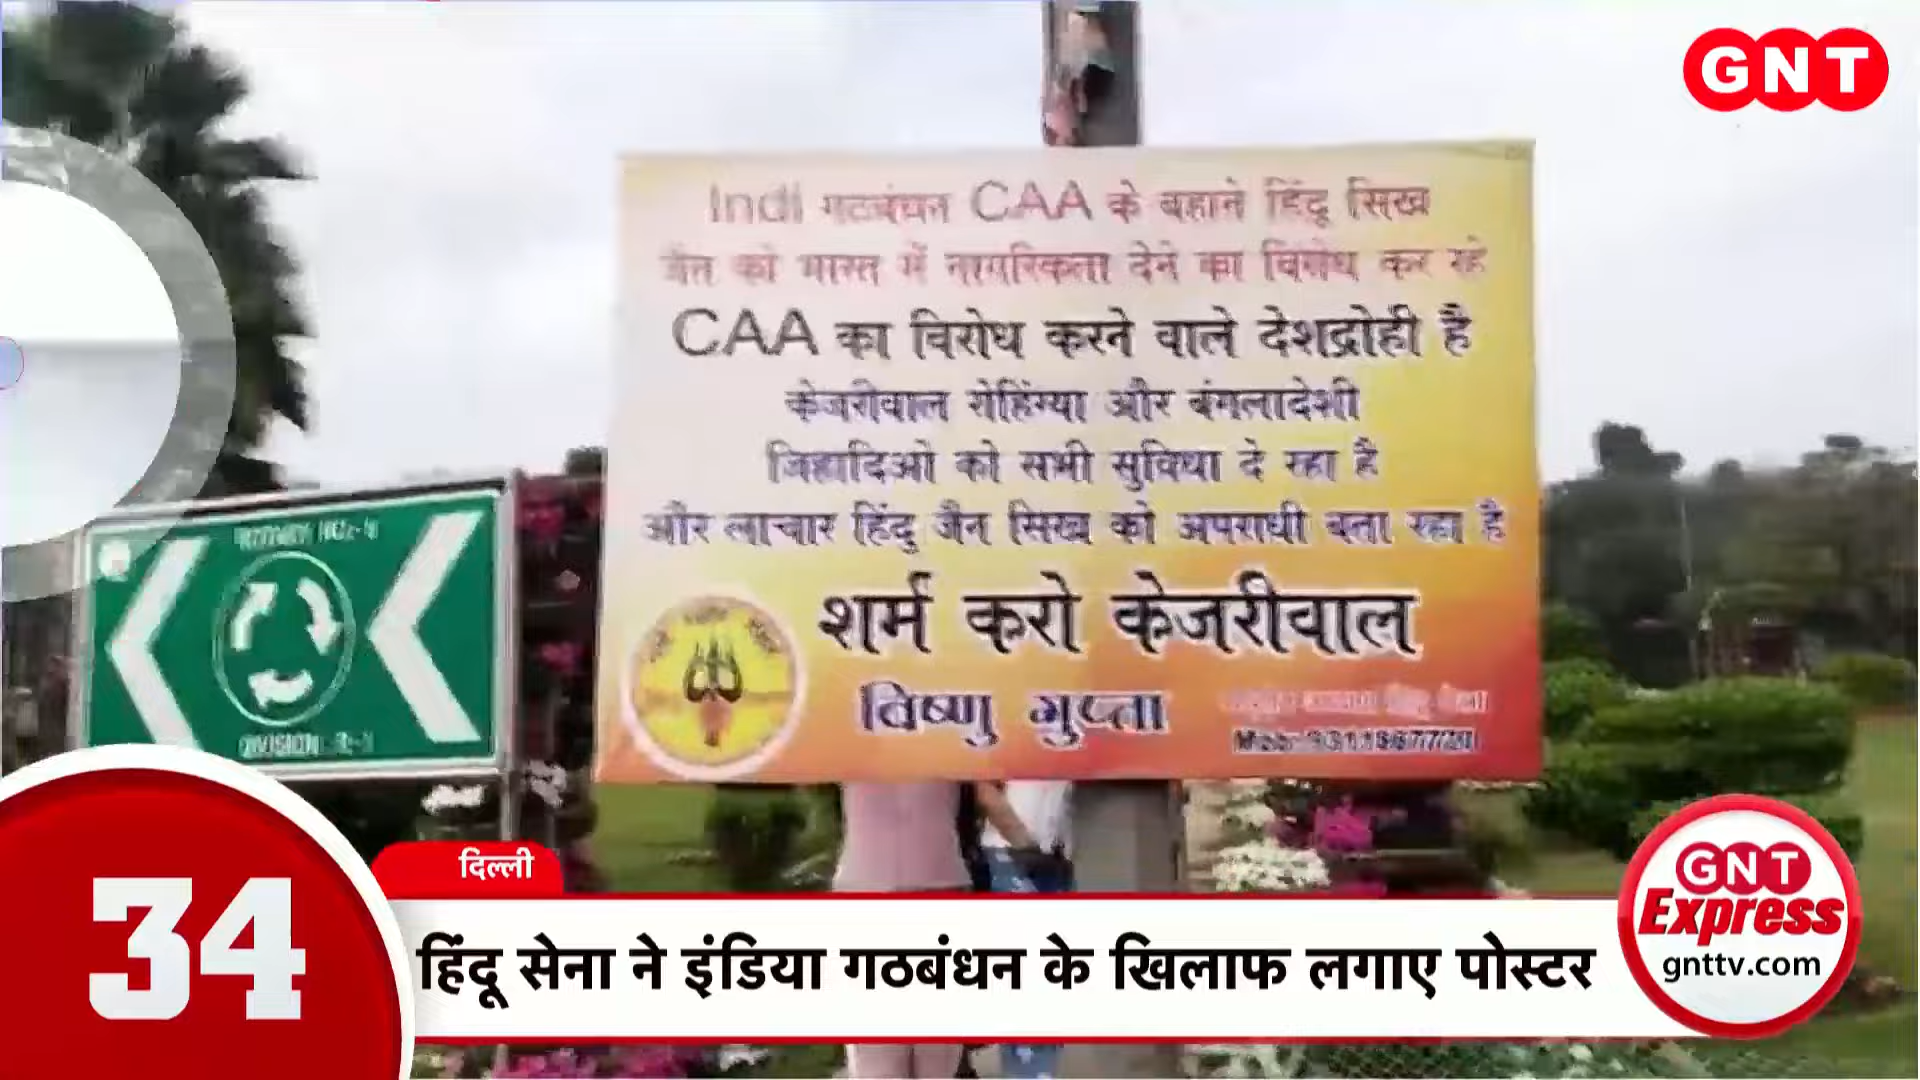 GNT
Indi गठबंधन CAA के बहाने हिंदू सिख
जैन को भारत में नागरिकता देने का विरोध कर रहे
CAA का विरोध करने वाले देशद्रोही है
केजरीवाल रोहिंग्या और बंगलादेशी
जिहादिओ को सभी सुविधा दे रहा है
और लाचार हिंदु जैन सिख को अपराधी बता रहा है
शर्म करो केजरीवाल
विष्णु गुप्ता
34
दिल्ली
हिंदू सेना ने इंडिया गठबंधन के खिलाफ लगाए पोस्टर
GNT
Express
gnttv.com